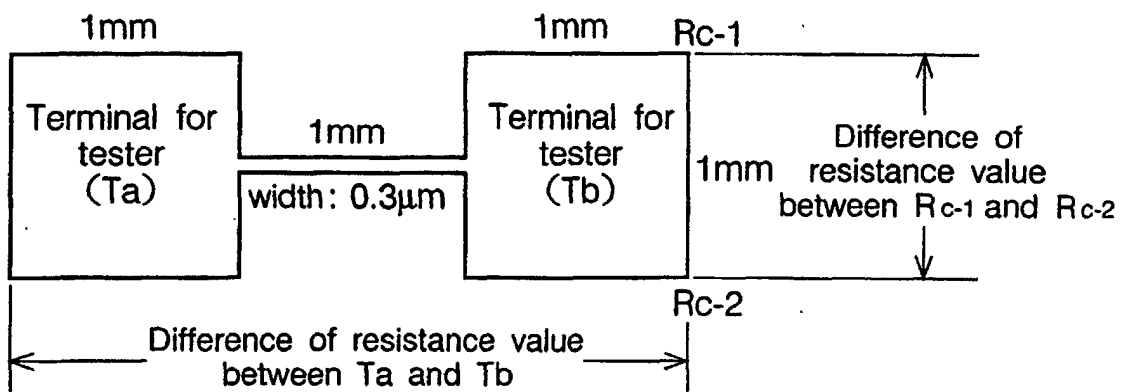 1mm
1mm
Rc-1
Terminal for
tester
(Ta)
1mm
width: 0.3μm
Terminal for
tester
(Tb)
1mm
Difference of
resistance value
between Rc-1 and Rc-2
Rc-2
Difference of resistance value
between Ta and Tb